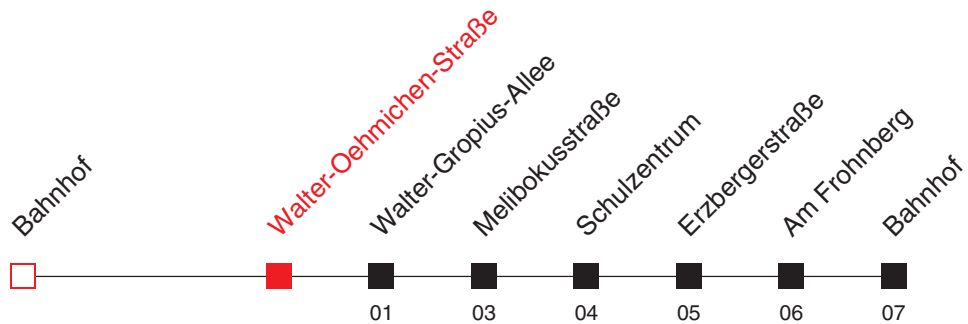 Bahnhof
Walter-Oehmichen-Straße
Walter-Gropius-Allee
Melibokusstraße
Schulzentrum
Erzbergerstraße
Am Frohnberg
Bahnhof
01 03 04 05 06 07